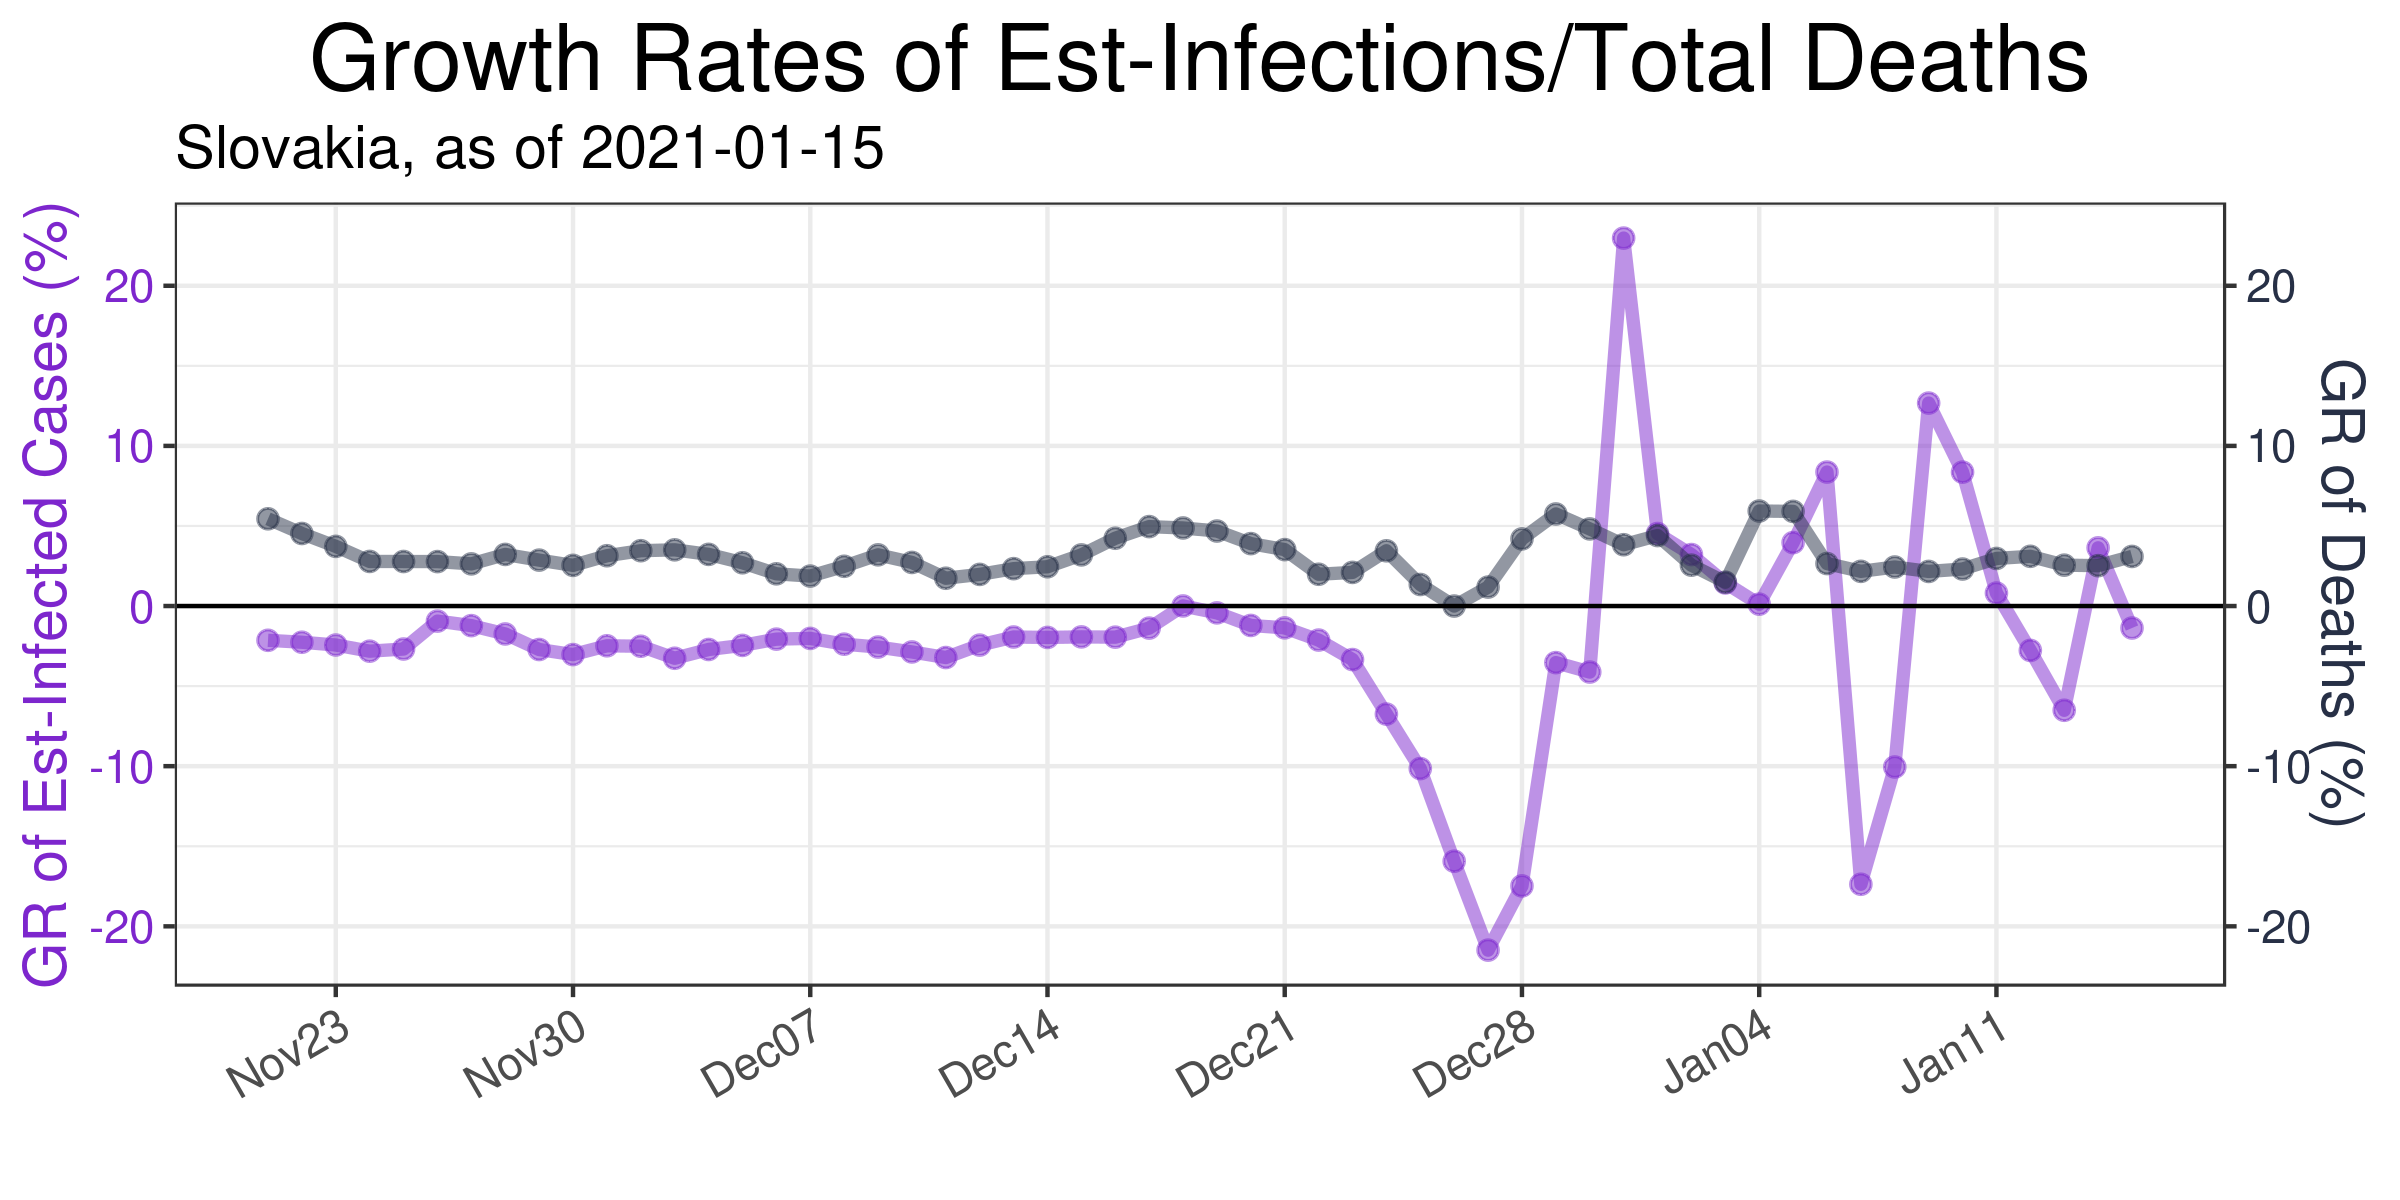 Growth Rates of Est-Infections/Total Deaths
Slovakia, as of 2021-01-15
GR of Est-Infected Cases (%)
20
10
0
-10
-20
20
10
0
-10
-20
GR of Deaths (%)
Nov23
Nov30
Dec07
Dec14
Dec21
Dec28
Jan04
Jan11